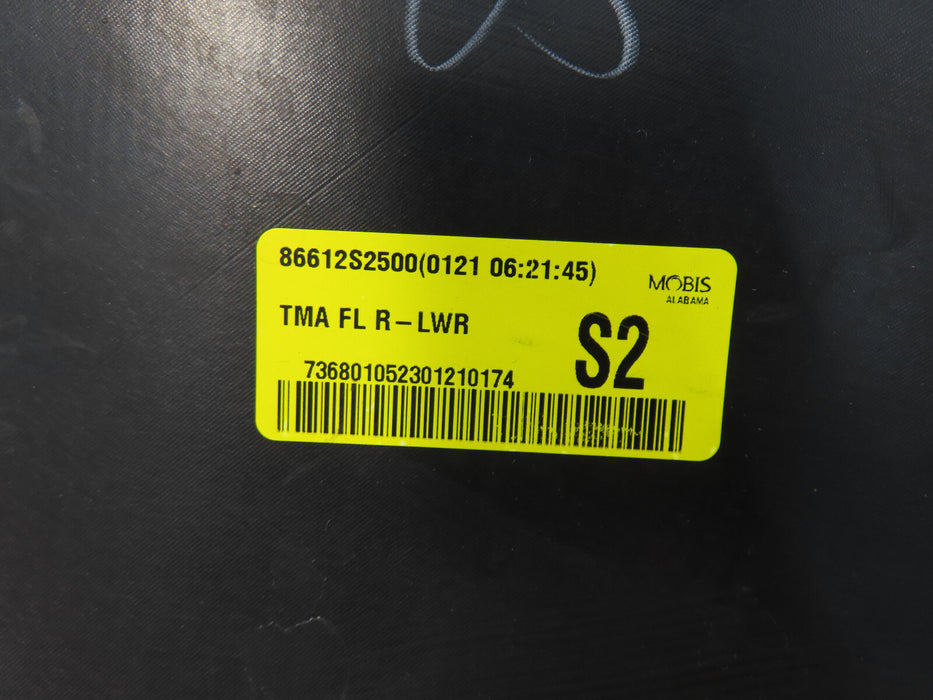 86612S2500(0121 06:21:45)
MOBIS
ALABAMA
TMA FL R-LWR
S2
736801052301210174